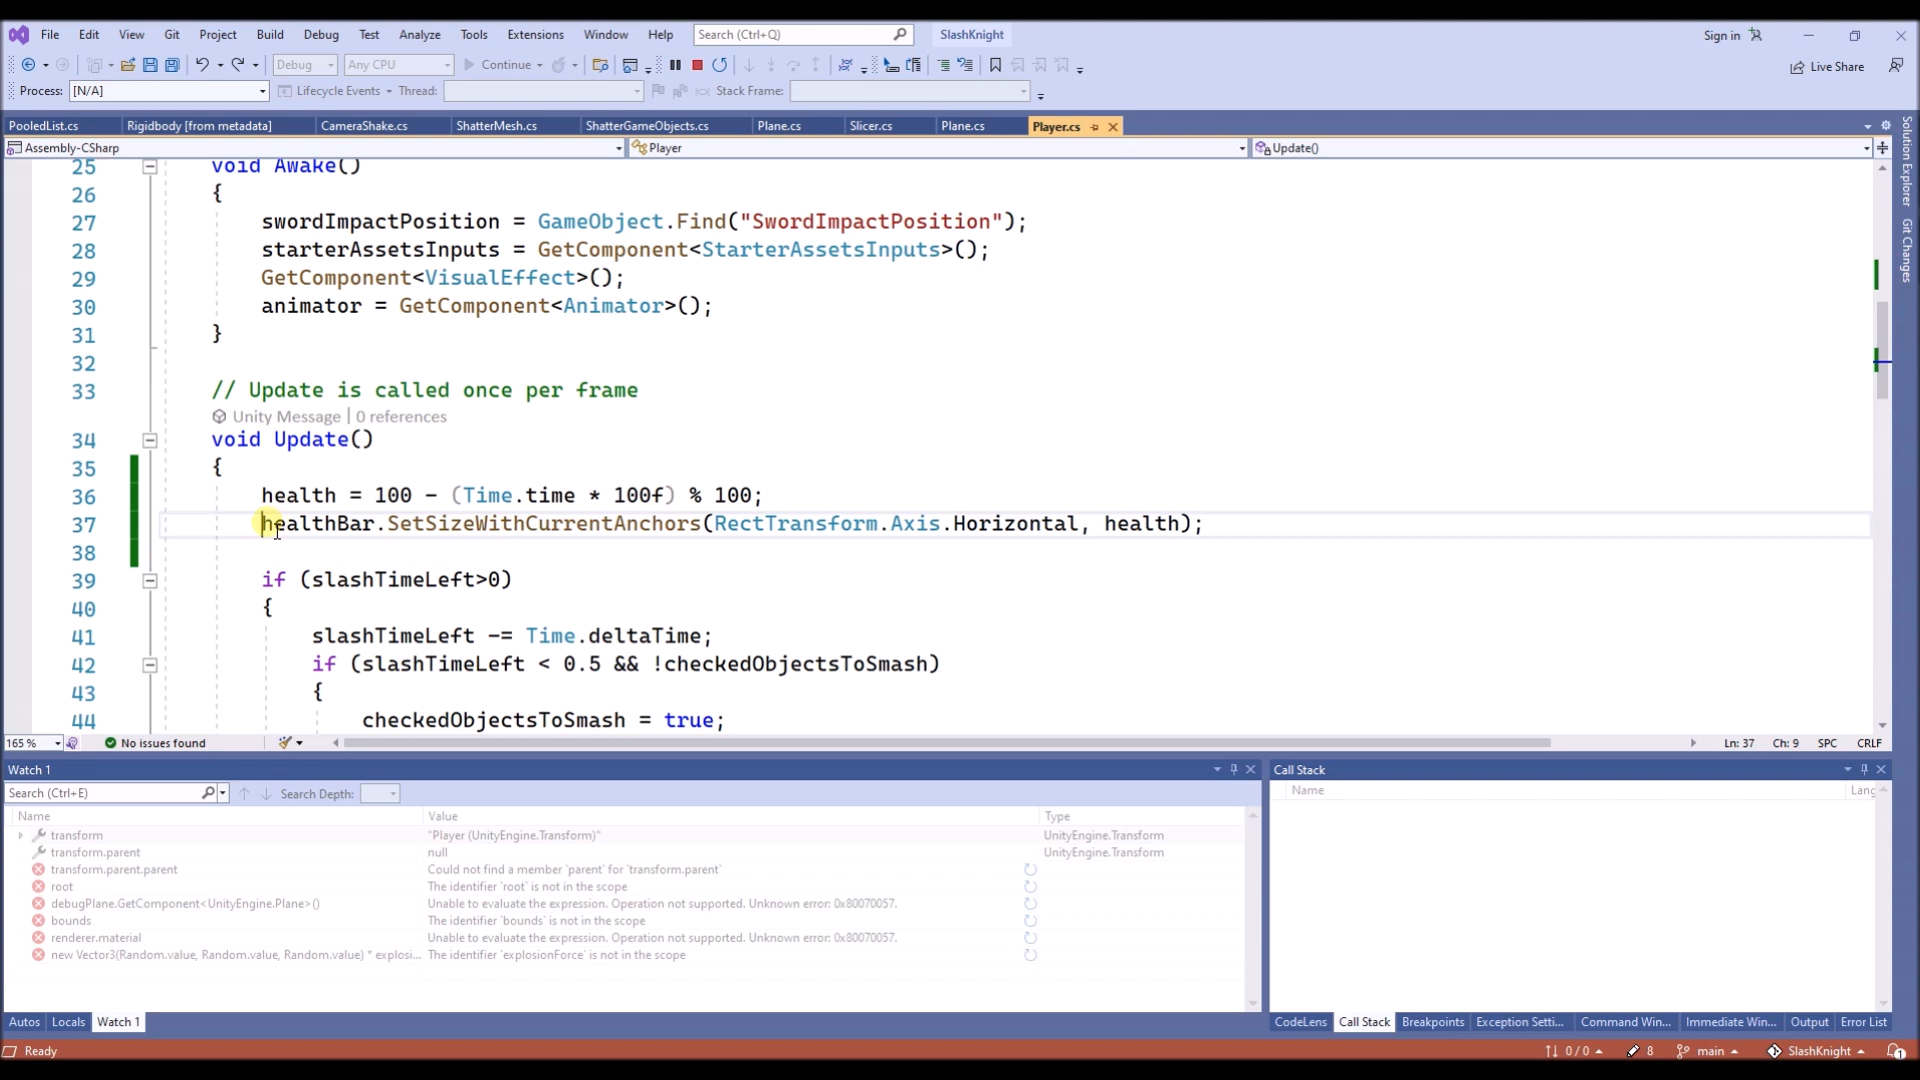 File Edit View Git Project Build Debug Test Analyze Tools Extensions Window Help Search (Ctrl+Q) SlashKnight Sign in
Debug Any CPU Continue Live Share
Process: [N/A] Lifecycle Events Thread: Stack Frame:
PooledList.cs Rigidbody [from metadata] CameraShake.cs ShatterMesh.cs ShatterGameObjects.cs Plane.cs Slicer.cs Plane.cs Player.cs
Assembly-CSharp Player Update()
25 void Awake()
26 {
27 swordImpactPosition = GameObject.Find("SwordImpactPosition");
28 starterAssetsInputs = GetComponent<StarterAssetsInputs>();
29 GetComponent<VisualEffect>();
30 animator = GetComponent<Animator>();
31 }
32
33 // Update is called once per frame
Unity Message | 0 references
34 void Update()
35 {
36 health = 100 - (Time.time * 100f) % 100;
37 healthBar.SetSizeWithCurrentAnchors(RectTransform.Axis.Horizontal, health);
38
39 if (slashTimeLeft>0)
40 {
41 slashTimeLeft -= Time.deltaTime;
42 if (slashTimeLeft < 0.5 && !checkedObjectsToSmash)
43 {
44 checkedObjectsToSmash = true;
165 % No issues found Ln: 37 Ch: 9 SPC CRLF
Solution Explorer
Git Changes
Watch 1
Search (Ctrl+E) Search Depth:
Name Value Type
transform "Player (UnityEngine.Transform)" UnityEngine.Transform
transform.parent null UnityEngine.Transform
transform.parent.parent Could not find a member `parent` for `transform.parent`
root The identifier `root` is not in the scope
debugPlane.GetComponent<UnityEngine.Plane>() Unable to evaluate the expression. Operation not supported. Unknown error: 0x80070057.
bounds The identifier `bounds` is not in the scope
renderer.material Unable to evaluate the expression. Operation not supported. Unknown error: 0x80070057.
new Vector3(Random.value, Random.value, Random.value) * explosi... The identifier `explosionForce` is not in the scope
Autos Locals Watch 1
Call Stack
Name Lang
CodeLens Call Stack Breakpoints Exception Setti... Command Win... Immediate Win... Output Error List
Ready 0 / 0 8 main SlashKnight 1